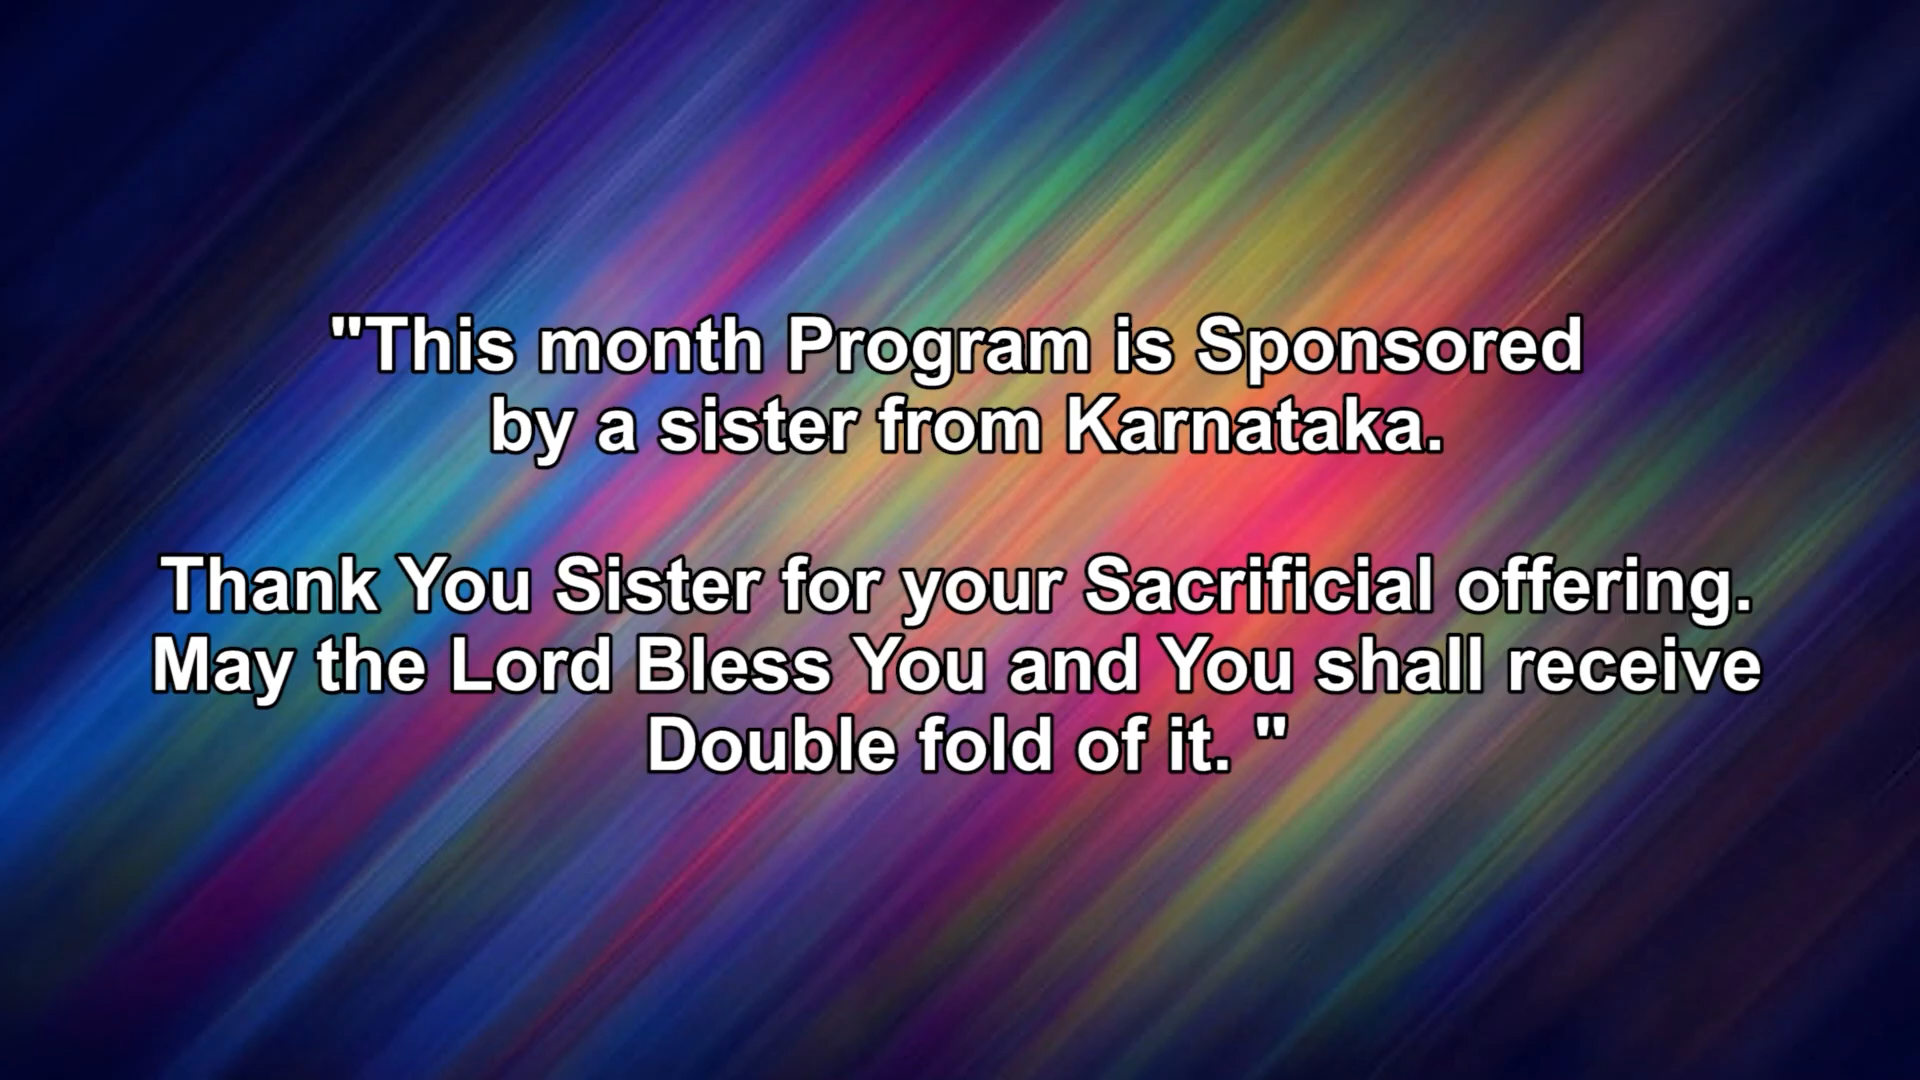 "This month Program is Sponsored
by a sister from Karnataka.
Thank You Sister for your Sacrificial offering.
May the Lord Bless You and You shall receive
Double fold of it. "